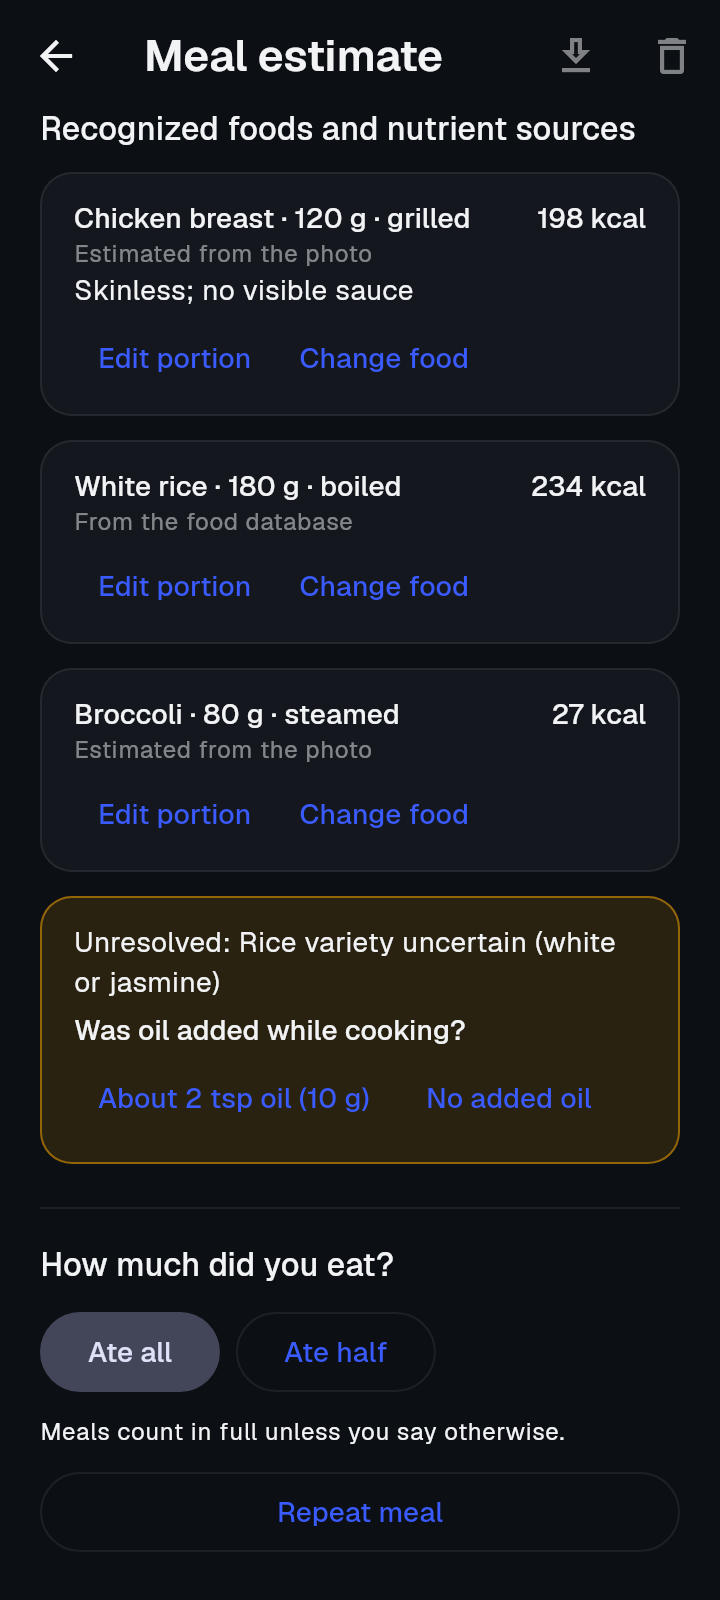 Meal estimate
Recognized foods and nutrient sources
Chicken breast · 120 g · grilled 198 kcal
Estimated from the photo
Skinless; no visible sauce
Edit portion Change food
White rice · 180 g · boiled 234 kcal
From the food database
Edit portion Change food
Broccoli · 80 g · steamed 27 kcal
Estimated from the photo
Edit portion Change food
Unresolved: Rice variety uncertain (white
or jasmine)
Was oil added while cooking?
About 2 tsp oil (10 g) No added oil
How much did you eat?
Ate all Ate half
Meals count in full unless you say otherwise.
Repeat meal